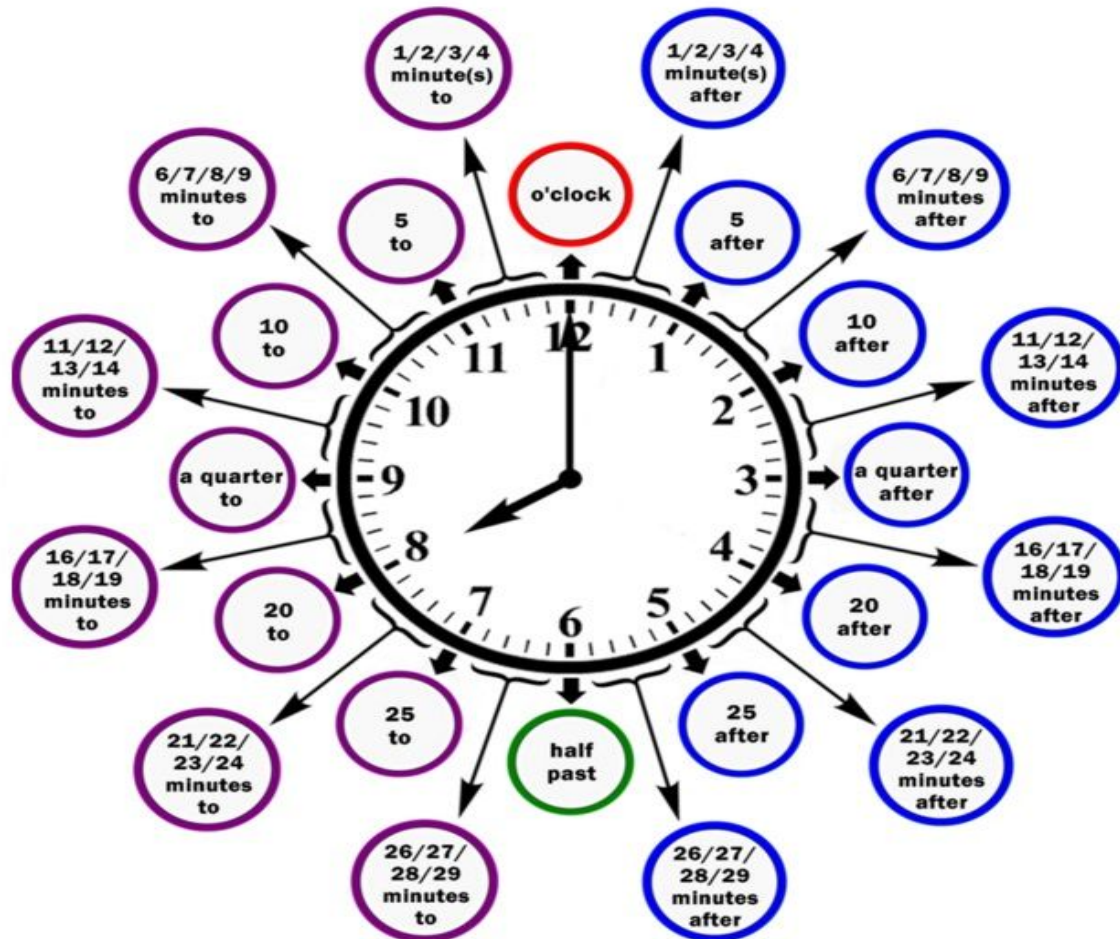 1/2/3/4
minute(s)
to
1/2/3/4
minute(s)
after
6/7/8/9
minutes
to
o'clock
6/7/8/9
minutes
after
5
to
5
after
10
to
10
after
11/12/
13/14
minutes
to
11/12/
13/14
minutes
after
a quarter
to
a quarter
after
16/17/
18/19
minutes
to
16/17/
18/19
minutes
after
20
to
20
after
25
to
half
past
25
after
21/22/
23/24
minutes
to
21/22/
23/24
minutes
after
26/27/
28/29
minutes
to
26/27/
28/29
minutes
after
12
1
2
3
4
5
6
7
8
9
10
11